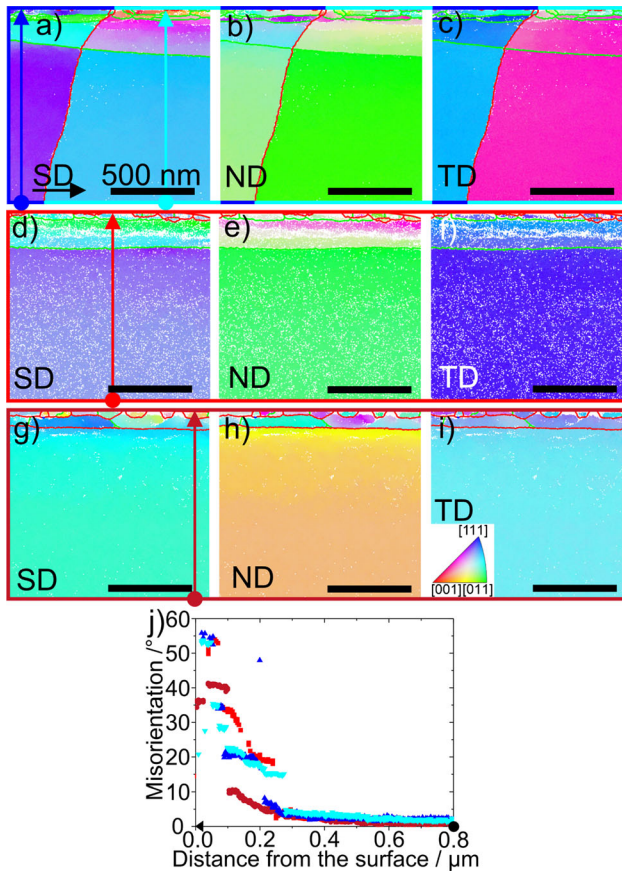 a)
b)
c)
SD
500 nm
ND
TD
d)
e)
f)
SD
ND
TD
g)
h)
i)
SD
ND
TD
[111]
[001][011]
j)
Misorientation /°
60
50
40
30
20
10
0
0.0 0.2 0.4 0.6 0.8
Distance from the surface / µm